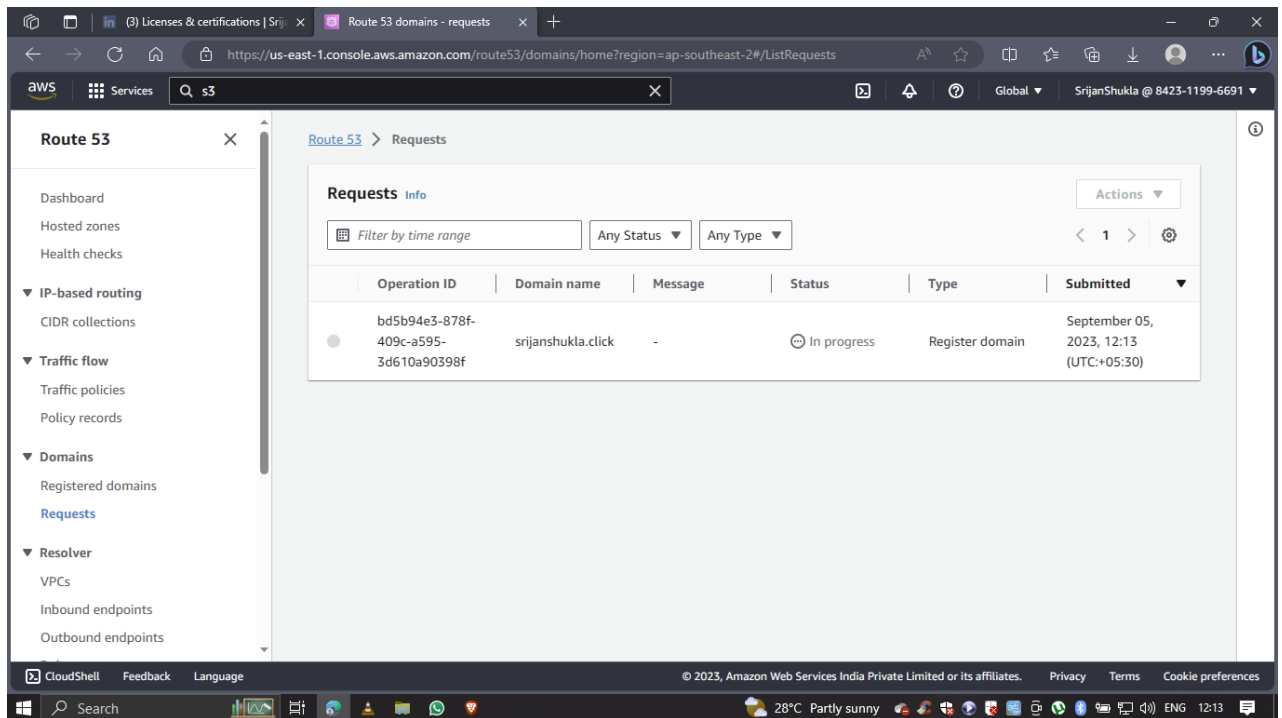 (3) Licenses & certifications | Srij
Route 53 domains - requests
https://us-east-1.console.aws.amazon.com/route53/domains/home?region=ap-southeast-2#/ListRequests
aws
Services
s3
Global
SrijanShukla @ 8423-1199-6691
Route 53
Route 53 > Requests
Dashboard
Hosted zones
Health checks
IP-based routing
CIDR collections
Traffic flow
Traffic policies
Policy records
Domains
Registered domains
Requests
Resolver
VPCs
Inbound endpoints
Outbound endpoints
Requests Info
Actions
Filter by time range
Any Status
Any Type
1
Operation ID Domain name Message Status Type Submitted
bd5b94e3-878f-
409c-a595-
3d610a90398f
srijanshukla.click
-
In progress
Register domain
September 05,
2023, 12:13
(UTC:+05:30)
CloudShell Feedback Language
© 2023, Amazon Web Services India Private Limited or its affiliates. Privacy Terms Cookie preferences
Search
28°C Partly sunny
ENG 12:13